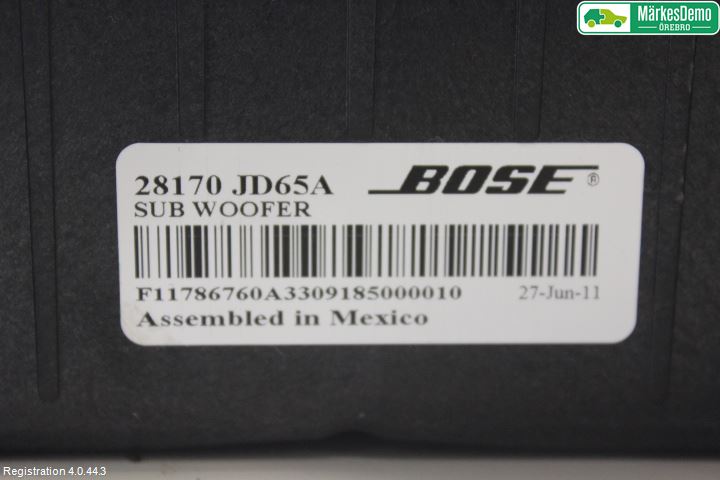 MärkesDemo
ÖREBRO
28170 JD65A BOSE®
SUB WOOFER
F11786760A3309185000010 27-Jun-11
Assembled in Mexico
Registration 4.0.44.3